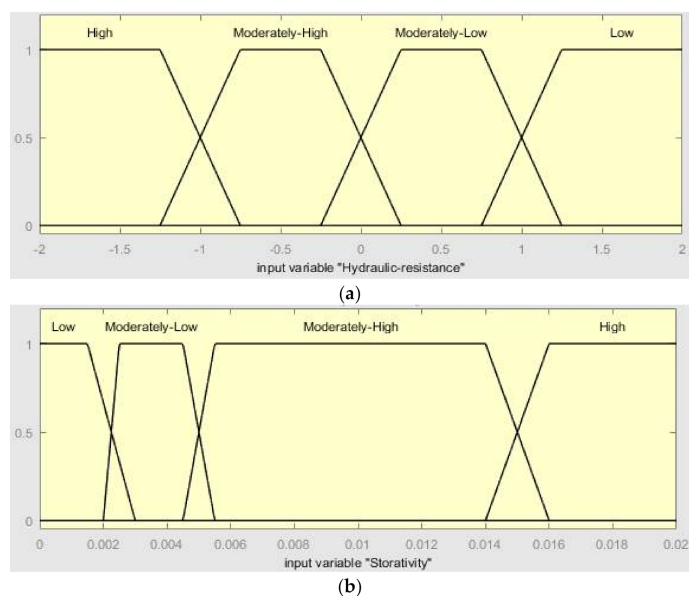 High Moderately-High Moderately-Low Low
1
0.5
0
-2 -1.5 -1 -0.5 0 0.5 1 1.5 2
input variable "Hydraulic-resistance"
(a)
Low Moderately-Low Moderately-High High
1
0.5
0
0 0.002 0.004 0.006 0.008 0.01 0.012 0.014 0.016 0.018 0.02
input variable "Storativity"
(b)